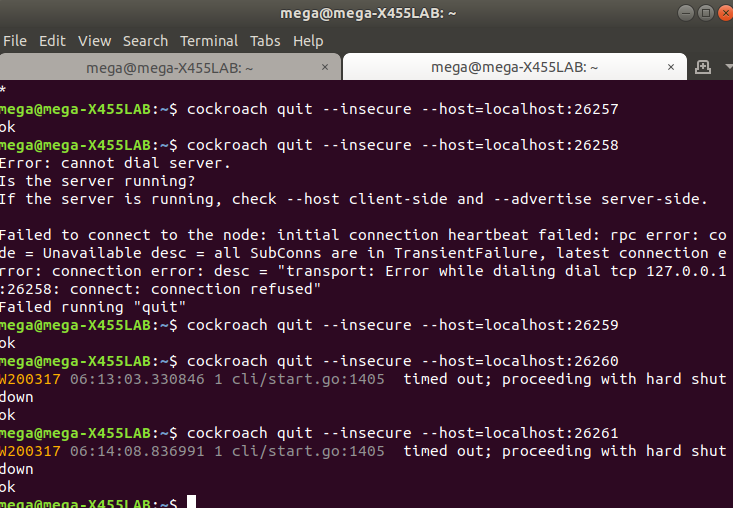 mega@mega-X455LAB: ~
File Edit View Search Terminal Tabs Help
mega@mega-X455LAB: ~ × mega@mega-X455LAB: ~ ×
*
mega@mega-X455LAB:~$ cockroach quit --insecure --host=localhost:26257
ok
mega@mega-X455LAB:~$ cockroach quit --insecure --host=localhost:26258
Error: cannot dial server.
Is the server running?
If the server is running, check --host client-side and --advertise server-side.

Failed to connect to the node: initial connection heartbeat failed: rpc error: co
de = Unavailable desc = all SubConns are in TransientFailure, latest connection e
rror: connection error: desc = "transport: Error while dialing dial tcp 127.0.0.1
:26258: connect: connection refused"
Failed running "quit"
mega@mega-X455LAB:~$ cockroach quit --insecure --host=localhost:26259
ok
mega@mega-X455LAB:~$ cockroach quit --insecure --host=localhost:26260
W200317 06:13:03.330846 1 cli/start.go:1405  timed out; proceeding with hard shut
down
ok
mega@mega-X455LAB:~$ cockroach quit --insecure --host=localhost:26261
W200317 06:14:08.836991 1 cli/start.go:1405  timed out; proceeding with hard shut
down
ok
mega@mega-X455LAB:~$